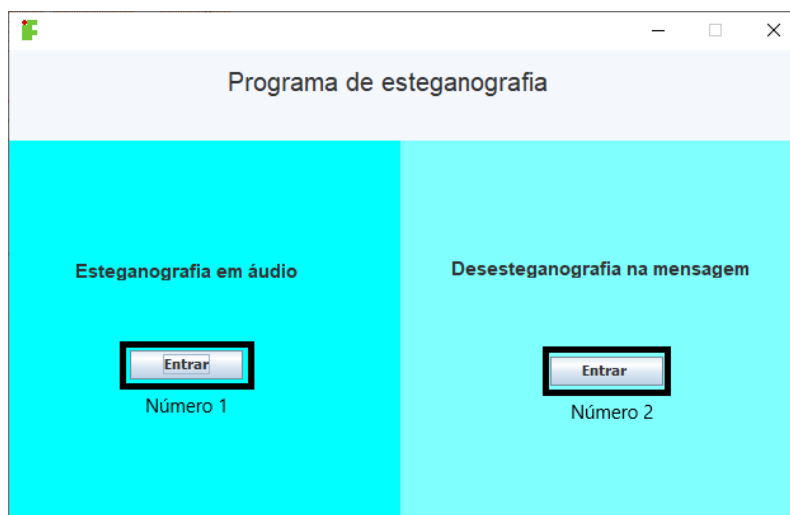 Programa de esteganografia
Esteganografia em áudio
Entrar
Número 1
Desesteganografia na mensagem
Entrar
Número 2